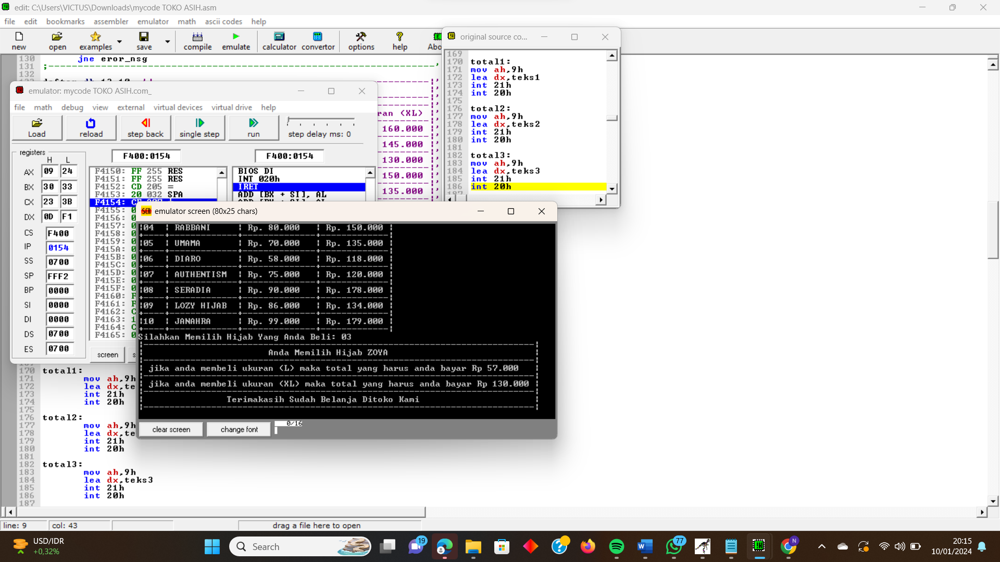 edit: C:\Users\VICTUS\Downloads\mycode TOKO ASIH.asm
file edit bookmarks assembler emulator math ascii codes help
new open examples save compile emulate calculator convertor options help Abo
130 jne eror_nsg
131 ;
132
ran (XL)
160.000
145.000
130.000
150.000
135.000
original source co...
169
170 total1:
171 mov ah,9h
172 lea dx,teks1
173 int 21h
174 int 20h
175
176 total2:
177 mov ah,9h
178 lea dx,teks2
179 int 21h
180 int 20h
181
182 total3:
183 mov ah,9h
184 lea dx,teks3
185 int 21h
186 int 20h
187
emulator: mycode TOKO ASIH.com_
file math debug view external virtual devices virtual drive help
Load reload step back single step run step delay ms: 0
registers
H L
AX 09 24
BX 30 33
CX 23 3B
DX 0D F1
CS F400
IP 0154
SS 0700
SP FFF2
BP 0000
SI 0000
DI 0000
DS 0700
ES 0700
F400:0154 F400:0154
F4150: FF 255 RES
F4151: FF 255 RES
F4152: CD 205 =
F4153: 20 032 SPA
F4154:
F4155: 0
F4156: 0
F4157: 0
F4158: 0
F4159: 0
F415A: 0
F415B: 0
F415C: 0
F415D: 0
F415E: 0
F415F: 0
F4160: F
F4161: F
F4162: C
F4163: 1
F4164: C
F4165: 0
BIOS DI
INT 020h
IRET
ADD [BX + SI], AL
screen s
emulator screen (80x25 chars)
|04 | RABBANI | Rp. 80.000 | Rp. 150.000 |
|05 | UMAMA | Rp. 70.000 | Rp. 135.000 |
|06 | DIARO | Rp. 58.000 | Rp. 118.000 |
|07 | AUTHENTISM | Rp. 75.000 | Rp. 120.000 |
|08 | SERADIA | Rp. 90.000 | Rp. 178.000 |
|09 | LOZY HIJAB | Rp. 86.000 | Rp. 134.000 |
|10 | JANAHRA | Rp. 99.000 | Rp. 179.000 |
Silahkan Memilih Hijab Yang Anda Beli: 03
Anda Memilih Hijab ZOYA
jika anda membeli ukuran (L) maka total yang harus anda bayar Rp 57.000
jika anda membeli ukuran (XL) maka total yang harus anda bayar Rp 130.000
Terimakasih Sudah Belanja Ditoko Kami
clear screen change font 0/16
170 total1:
171 mov ah,9h
172 lea dx,te
173 int 21h
174 int 20h
175
176 total2:
177 mov ah,9h
178 lea dx,te
179 int 21h
180 int 20h
181
182 total3:
183 mov ah,9h
184 lea dx,teks3
185 int 21h
186 int 20h
187
line: 9 col: 43 drag a file here to open
USD/IDR
+0,32%
Search
19
77
N
20:15
10/01/2024